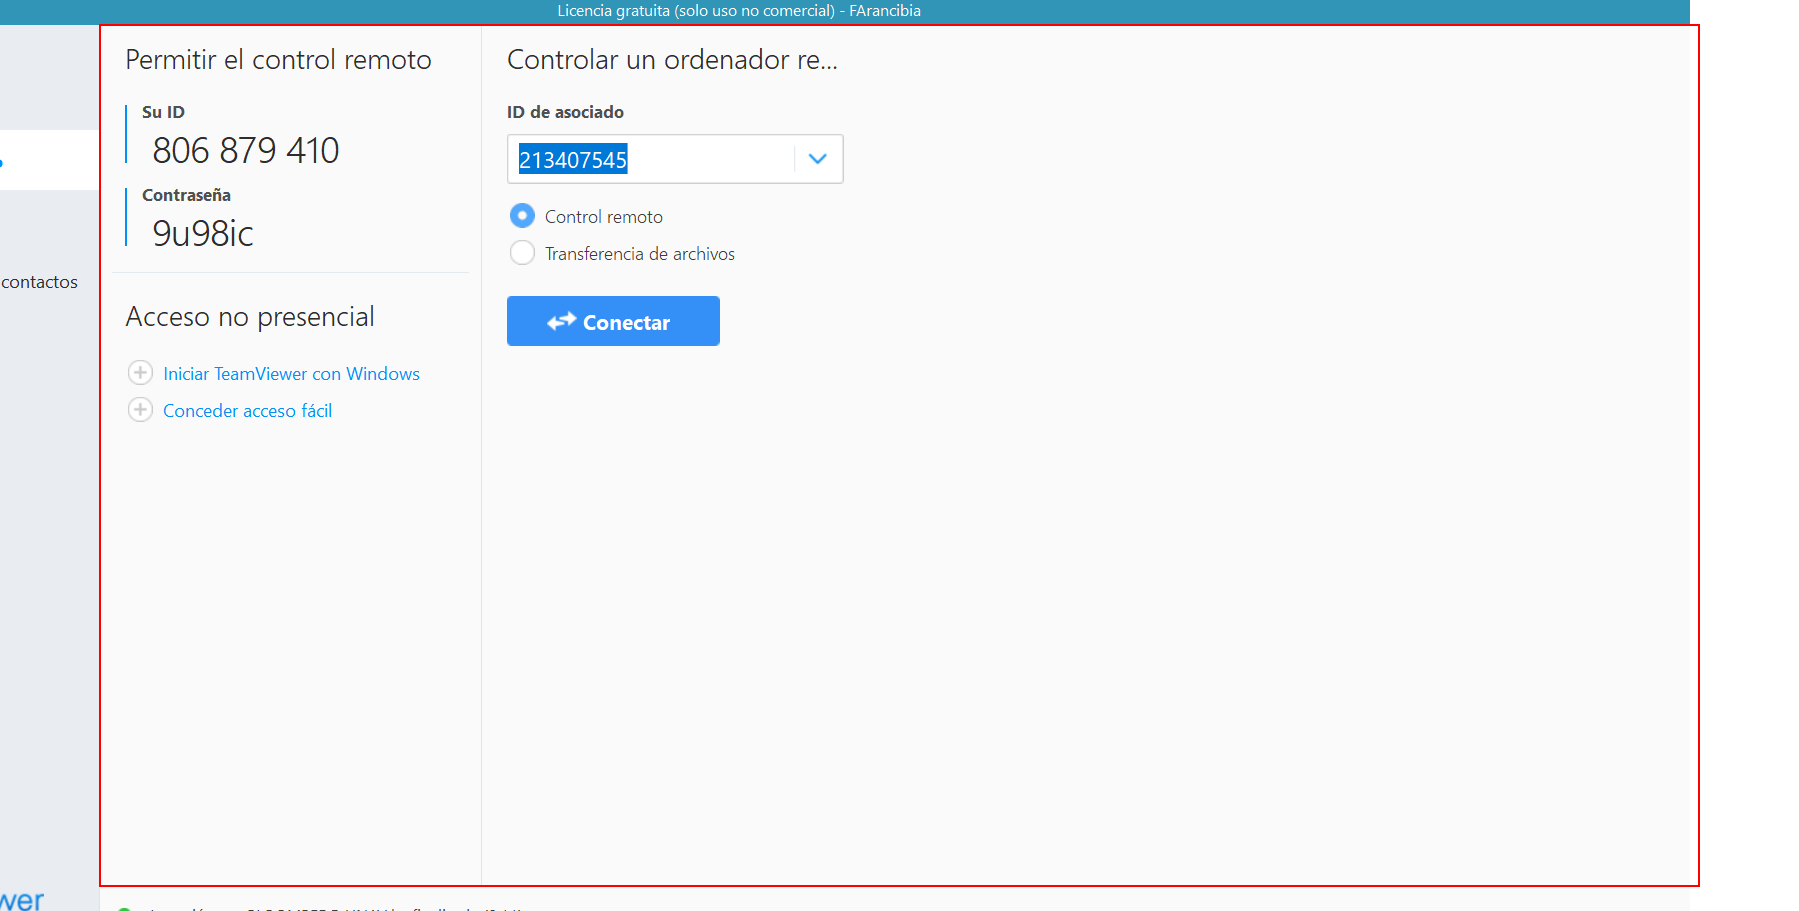 Licencia gratuita (solo uso no comercial) - FArancibia
Permitir el control remoto
Su ID
806 879 410
Contraseña
9u98ic
Acceso no presencial
Iniciar TeamViewer con Windows
Conceder acceso fácil
Controlar un ordenador re...
ID de asociado
213407545
Control remoto
Transferencia de archivos
Conectar
contactos
wer